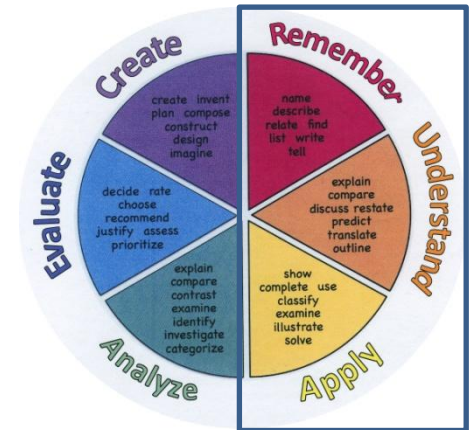 Remember
name
describe
relate find
list write
tell
Understand
explain
compare
discuss restate
predict
translate
outline
Apply
show
complete use
classify
examine
illustrate
solve
Analyze
explain
compare
contrast
examine
identify
investigate
categorize
Evaluate
decide rate
choose
recommend
justify assess
prioritize
Create
create invent
plan compose
construct
design
imagine